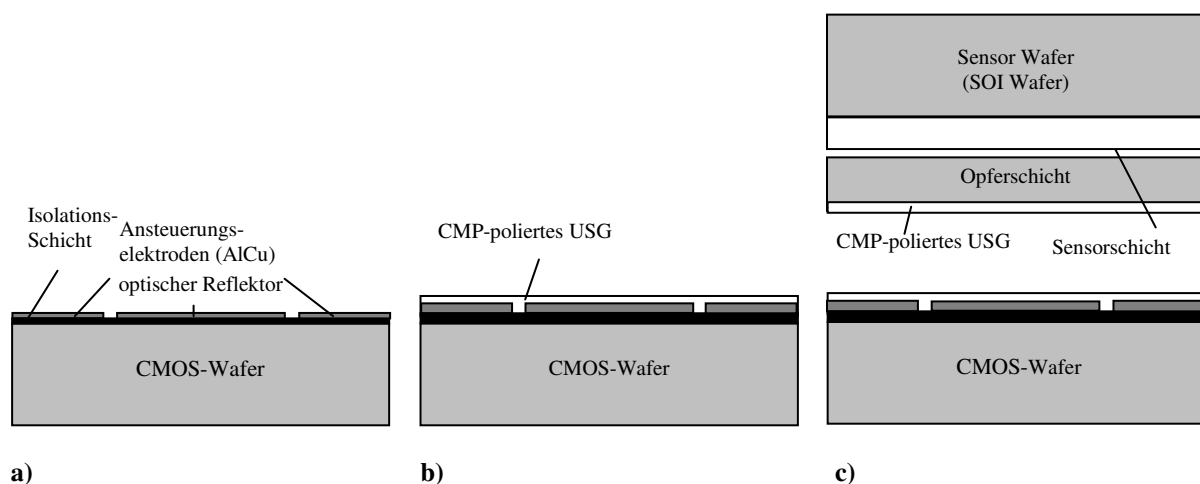 Isolations-
Schicht
Ansteuerungs-
elektroden (AlCu)
optischer Reflektor
CMOS-Wafer
a)
CMP-poliertes USG
CMOS-Wafer
b)
Sensor Wafer
(SOI Wafer)
Opferschicht
CMP-poliertes USG
Sensorschicht
CMOS-Wafer
c)